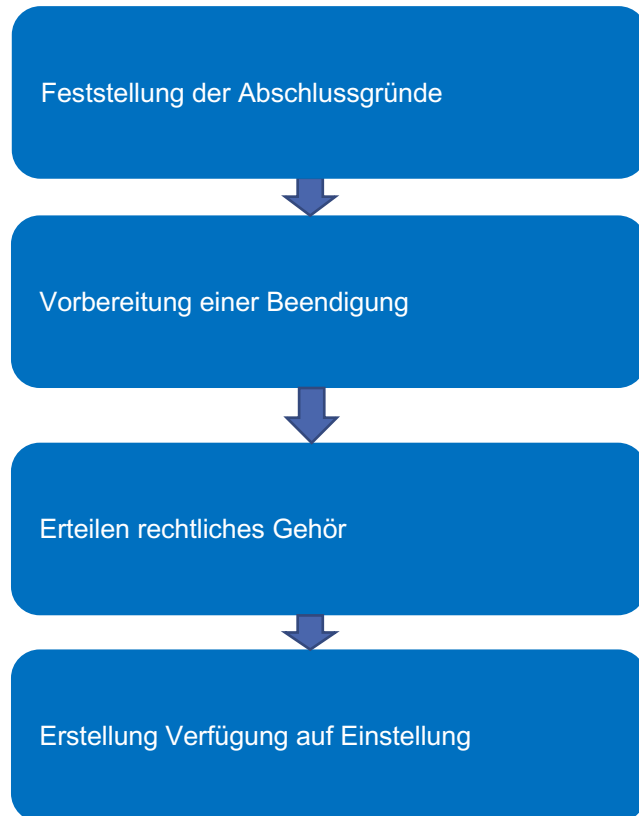 Feststellung der Abschlussgründe
Vorbereitung einer Beendigung
Erteilen rechtliches Gehör
Erstellung Verfügung auf Einstellung